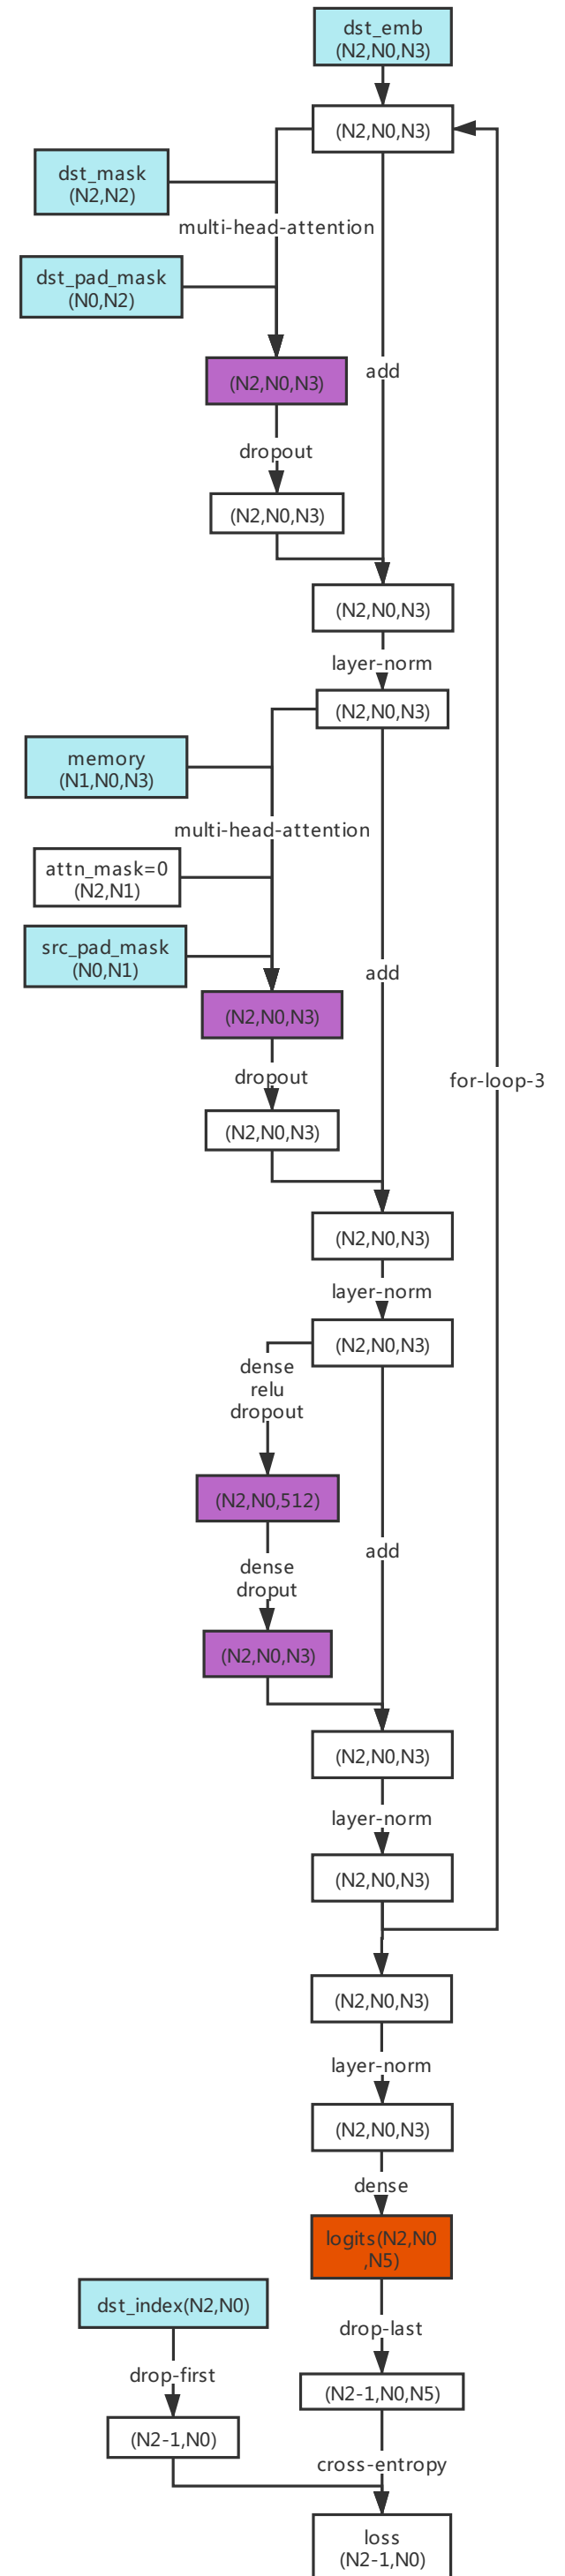 dst_emb
(N2,N0,N3)
(N2,N0,N3)
dst_mask
(N2,N2)
multi-head-attention
dst_pad_mask
(N0,N2)
add
(N2,N0,N3)
dropout
(N2,N0,N3)
(N2,N0,N3)
layer-norm
(N2,N0,N3)
memory
(N1,N0,N3)
multi-head-attention
attn_mask=0
(N2,N1)
src_pad_mask
(N0,N1)
add
(N2,N0,N3)
dropout
for-loop-3
(N2,N0,N3)
(N2,N0,N3)
layer-norm
(N2,N0,N3)
dense
relu
dropout
(N2,N0,512)
add
dense
droput
(N2,N0,N3)
(N2,N0,N3)
layer-norm
(N2,N0,N3)
(N2,N0,N3)
layer-norm
(N2,N0,N3)
dense
logits(N2,N0
,N5)
dst_index(N2,N0)
drop-last
drop-first
(N2-1,N0,N5)
(N2-1,N0)
cross-entropy
loss
(N2-1,N0)